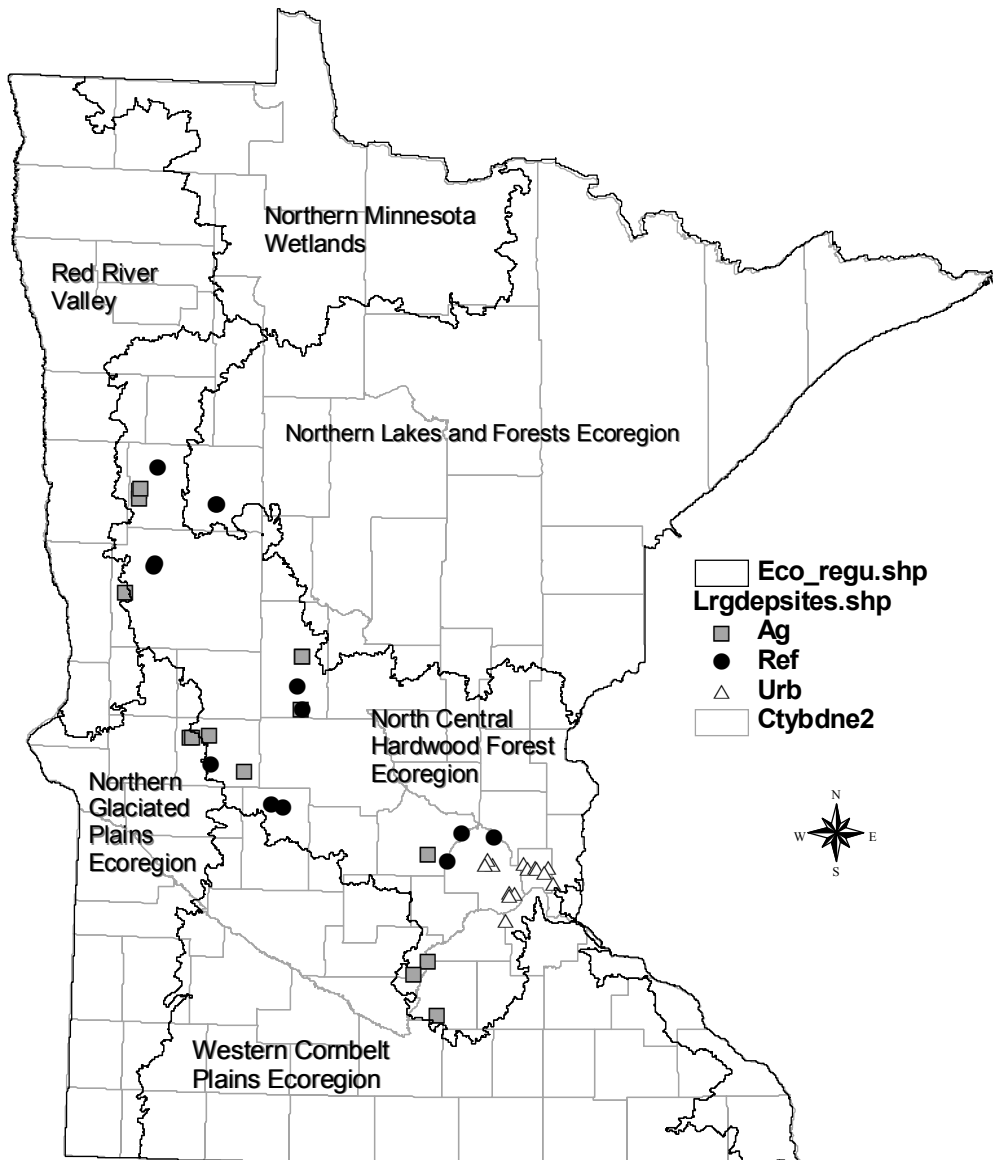 Northern Minnesota
Wetlands
Red River
Valley
Northern Lakes and Forests Ecoregion
Eco_regu.shp
Lrgdepsites.shp
Ag
Ref
Urb
Ctybdne2
North Central
Hardwood Forest
Ecoregion
Northern
Glaciated
Plains
Ecoregion
N
W
E
S
Western Cornbelt
Plains Ecoregion